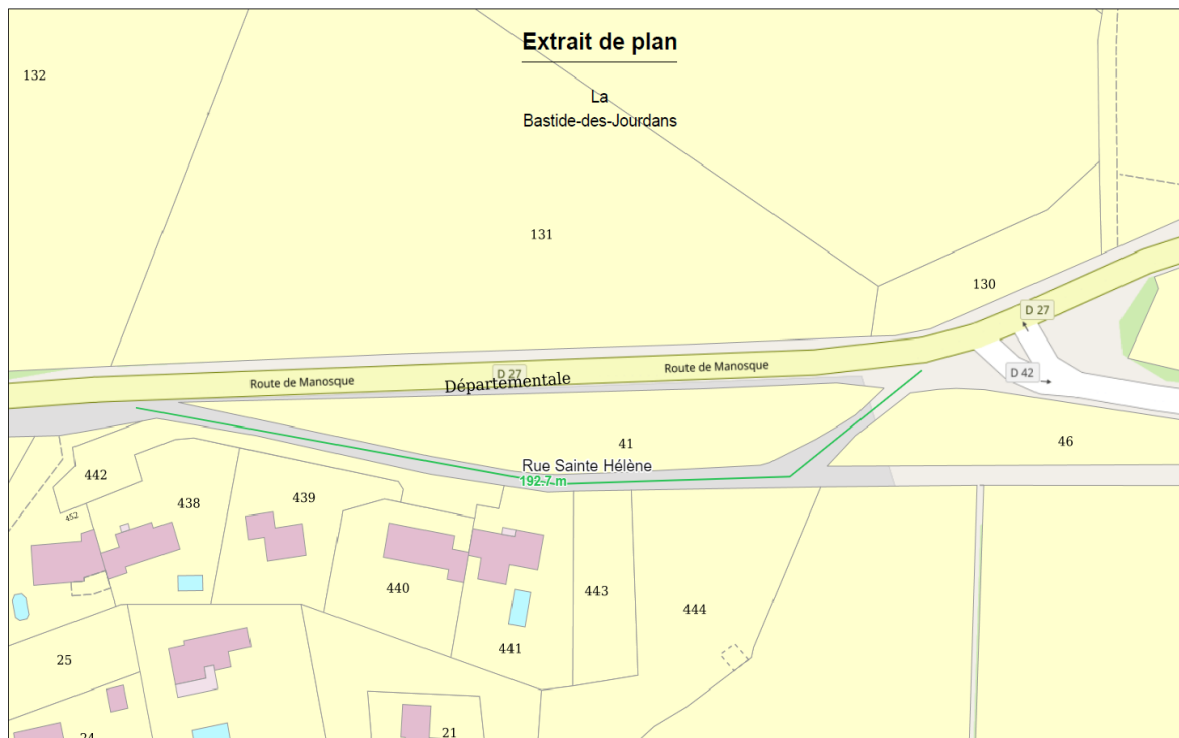 Extrait de plan
132
La
Bastide-des-Jourdans
131
130
D 27
Route de Manosque
D 27
Départementale
Route de Manosque
D 42
41
46
Rue Sainte Hélène
192.7 m
442
438
439
452
440
443
444
441
25
24
21